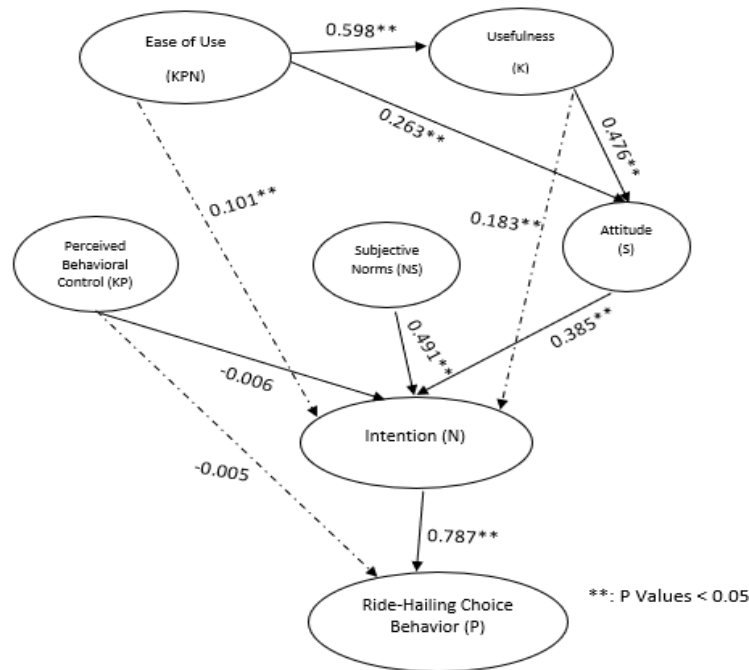 Ease of Use
(KPN)
0.598**
Usefulness
(K)
0.263**
0.476**
0.101**
0.183**
Perceived
Behavioral
Control (KP)
Subjective
Norms (NS)
Attitude
(S)
0.491**
0.385**
-0.006
Intention (N)
-0.005
0.787**
Ride-Hailing Choice
Behavior (P)
**: P Values < 0.05